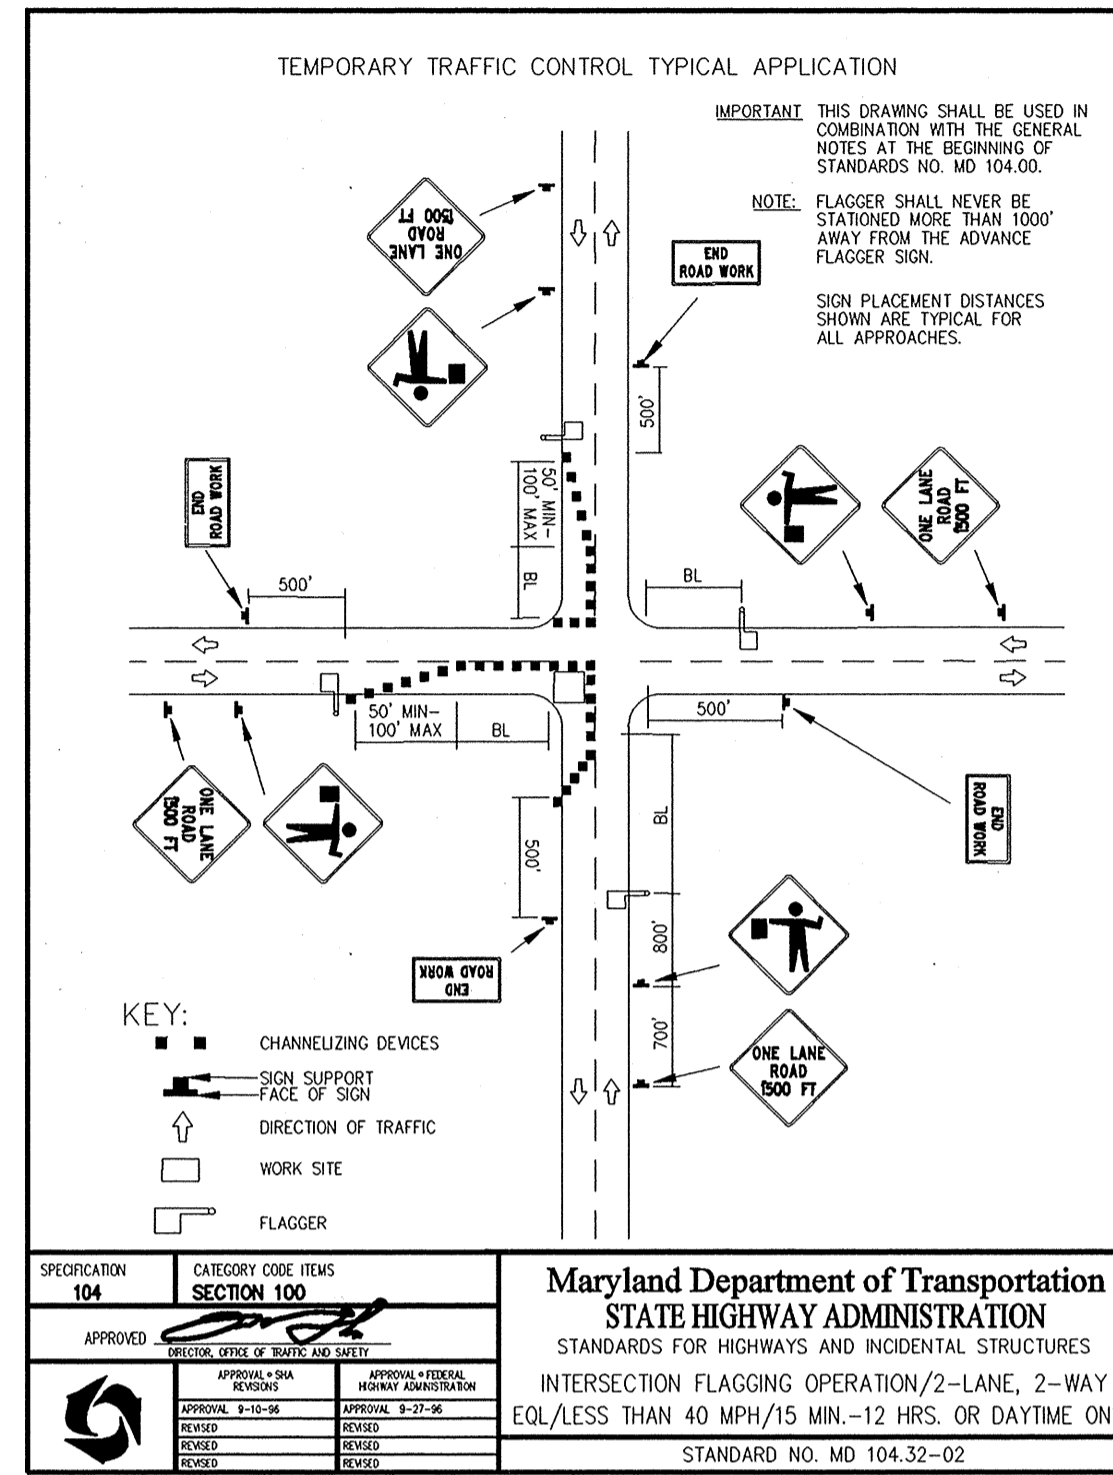 TEMPORARY TRAFFIC CONTROL TYPICAL APPLICATION
IMPORTANT THIS DRAWING SHALL BE USED IN
COMBINATION WITH THE GENERAL
NOTES AT THE BEGINNING OF
STANDARDS NO. MD 104.00.
NOTE: FLAGGER SHALL NEVER BE
STATIONED MORE THAN 1000'
AWAY FROM THE ADVANCE
FLAGGER SIGN.
SIGN PLACEMENT DISTANCES
SHOWN ARE TYPICAL FOR
ALL APPROACHES.
ONE LANE
ROAD
1500 FT
END
ROAD WORK
500'
50' MIN-
100' MAX
BL
END
ROAD WORK
500'
BL
ONE LANE
ROAD
1500 FT
50' MIN-
100' MAX
BL
500'
ONE LANE
ROAD
1500 FT
500'
END
ROAD WORK
BL
800'
700'
END
ROAD WORK
ONE LANE
ROAD
1500 FT
KEY:
CHANNELIZING DEVICES
SIGN SUPPORT
FACE OF SIGN
DIRECTION OF TRAFFIC
WORK SITE
FLAGGER
SPECIFICATION
104
CATEGORY CODE ITEMS
SECTION 100
APPROVED
DIRECTOR, OFFICE OF TRAFFIC AND SAFETY
APPROVAL • SHA
REVISIONS
APPROVAL • FEDERAL
HIGHWAY ADMINISTRATION
APPROVAL 9-10-96
APPROVAL 9-27-96
REVISED
REVISED
REVISED
REVISED
REVISED
REVISED
Maryland Department of Transportation
STATE HIGHWAY ADMINISTRATION
STANDARDS FOR HIGHWAYS AND INCIDENTAL STRUCTURES
INTERSECTION FLAGGING OPERATION/2-LANE, 2-WAY
EQL/LESS THAN 40 MPH/15 MIN.-12 HRS. OR DAYTIME ON
STANDARD NO. MD 104.32-02